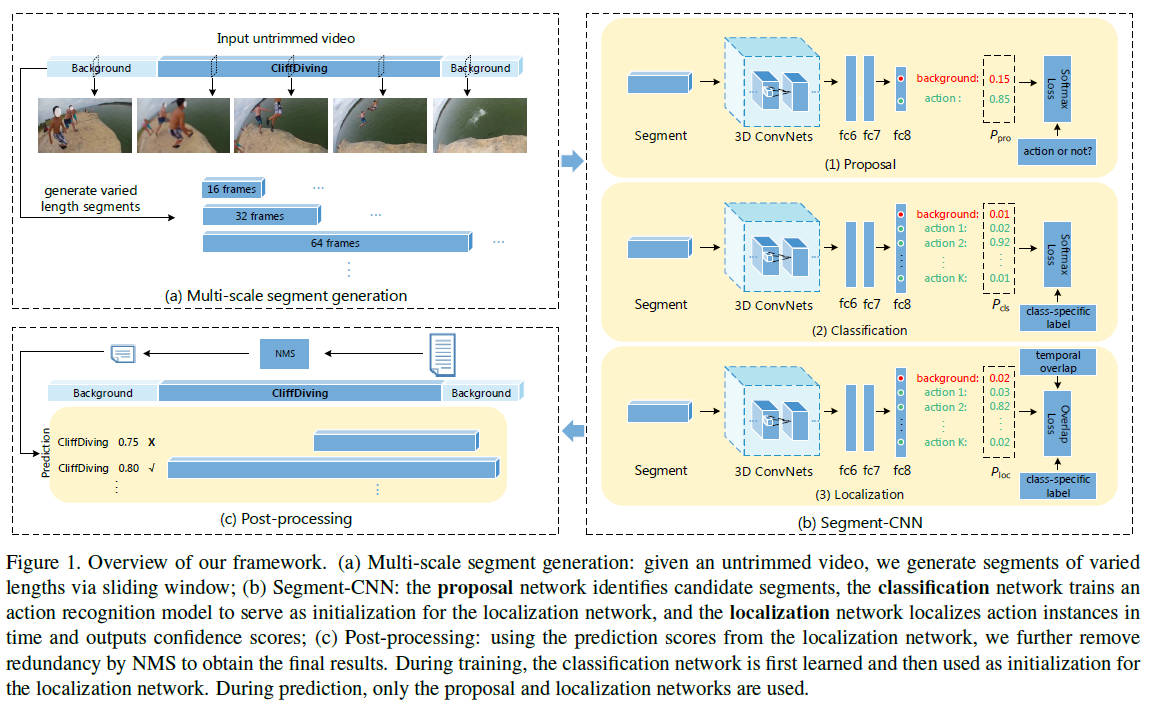 Input untrimmed video
Background CliffDiving Background
generate varied
length segments
16 frames ...
32 frames ...
64 frames ...
(a) Multi-scale segment generation
NMS
Background CliffDiving Background
Prediction
CliffDiving 0.75 X
CliffDiving 0.80 √
(c) Post-processing
background: 0.15
action : 0.85
Softmax
Loss
Segment
3D ConvNets
fc6 fc7 fc8
Ppro
action or not?
(1) Proposal
background: 0.01
action 1: 0.02
action 2: 0.92
action K: 0.01
Softmax
Loss
Segment
3D ConvNets
fc6 fc7 fc8
Pcls
class-specific
label
(2) Classification
temporal
overlap
background: 0.02
action 1: 0.03
action 2: 0.82
action K: 0.02
Overlap
Loss
Segment
3D ConvNets
fc6 fc7 fc8
Ploc
class-specific
label
(3) Localization
(b) Segment-CNN
Figure 1. Overview of our framework. (a) Multi-scale segment generation: given an untrimmed video, we generate segments of varied
lengths via sliding window; (b) Segment-CNN: the proposal network identifies candidate segments, the classification network trains an
action recognition model to serve as initialization for the localization network, and the localization network localizes action instances in
time and outputs confidence scores; (c) Post-processing: using the prediction scores from the localization network, we further remove
redundancy by NMS to obtain the final results. During training, the classification network is first learned and then used as initialization for
the localization network. During prediction, only the proposal and localization networks are used.